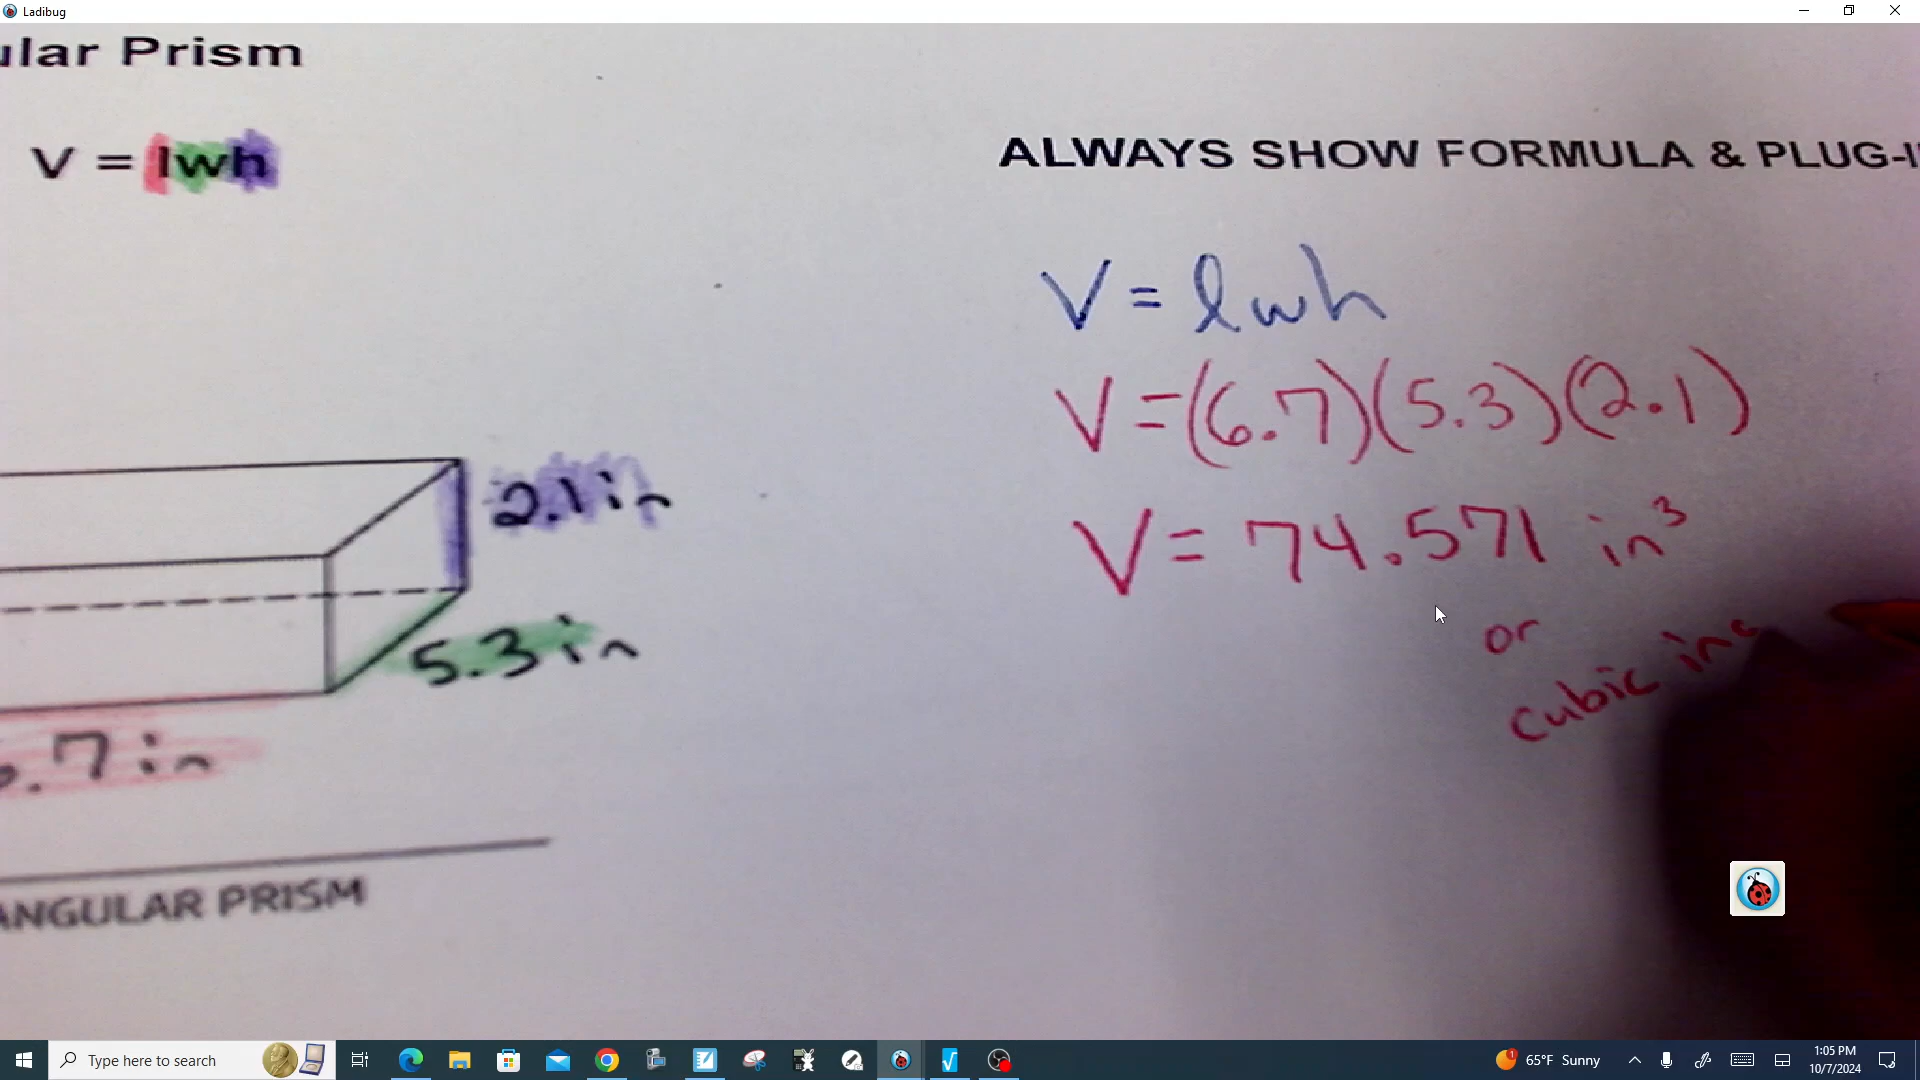 Ladibug
ular Prism
V = lwh
ALWAYS SHOW FORMULA & PLUG-I
V = lwh
V = (6.7)(5.3)(2.1)
V = 74.571 in³
or
cubic inc
2.1 in
5.3 in
.7 in
ANGULAR PRISM
Type here to search
65°F Sunny
1:05 PM
10/7/2024